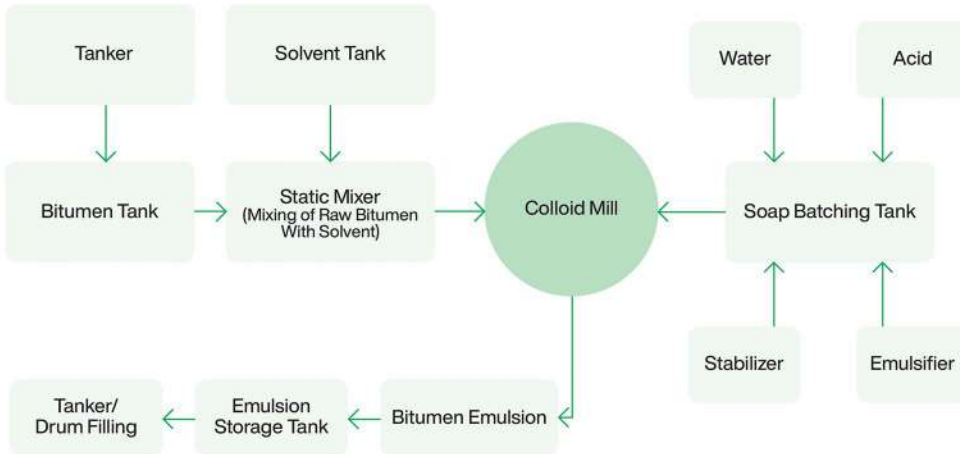 Tanker
Solvent Tank
Water
Acid
Bitumen Tank
Static Mixer
(Mixing of Raw Bitumen
With Solvent)
Colloid Mill
Soap Batching Tank
Stabilizer
Emulsifier
Tanker/
Drum Filling
Emulsion
Storage Tank
Bitumen Emulsion